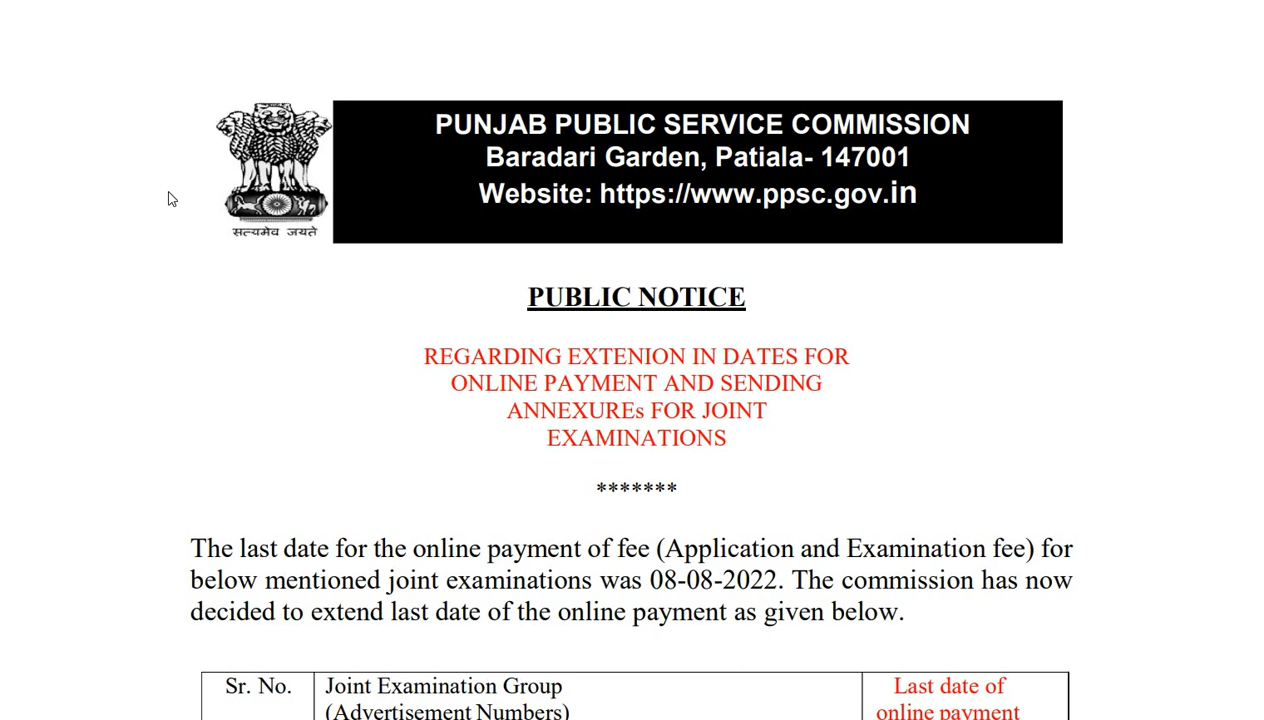 PUNJAB PUBLIC SERVICE COMMISSION
Baradari Garden, Patiala- 147001
Website: https://www.ppsc.gov.in
सत्यमेव जयते
PUBLIC NOTICE
REGARDING EXTENION IN DATES FOR
ONLINE PAYMENT AND SENDING
ANNEXUREs FOR JOINT
EXAMINATIONS
*******
The last date for the online payment of fee (Application and Examination fee) for
below mentioned joint examinations was 08-08-2022. The commission has now
decided to extend last date of the online payment as given below.
Sr. No. Joint Examination Group Last date of
(Advertisement Numbers) online payment